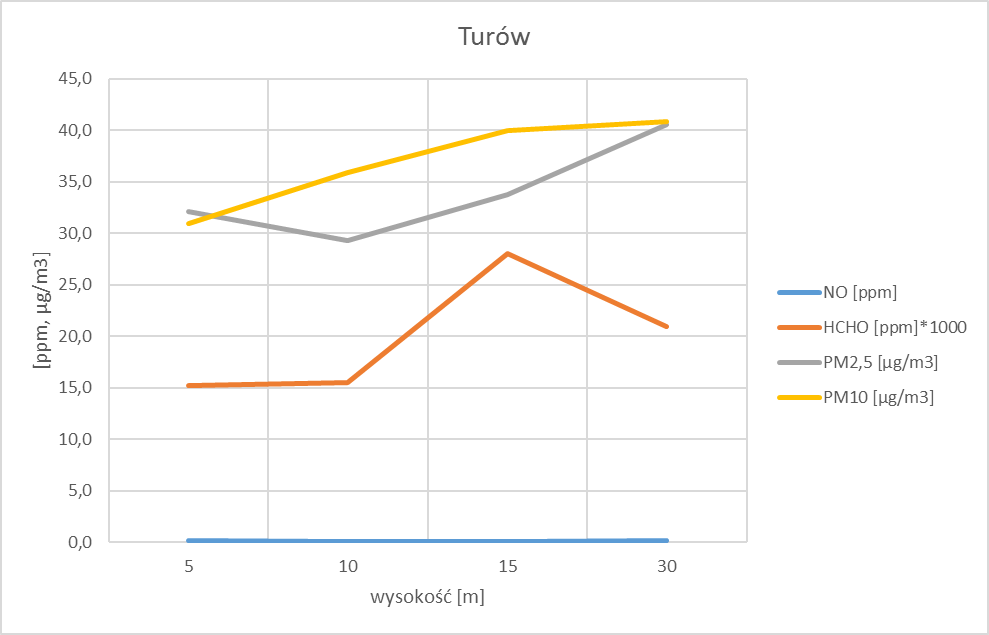 Turów
45,0
40,0
35,0
30,0
25,0
20,0
15,0
10,0
5,0
0,0
[ppm, µg/m3]
5 10 15 30
wysokość [m]
NO [ppm]
HCHO [ppm]*1000
PM2,5 [µg/m3]
PM10 [µg/m3]